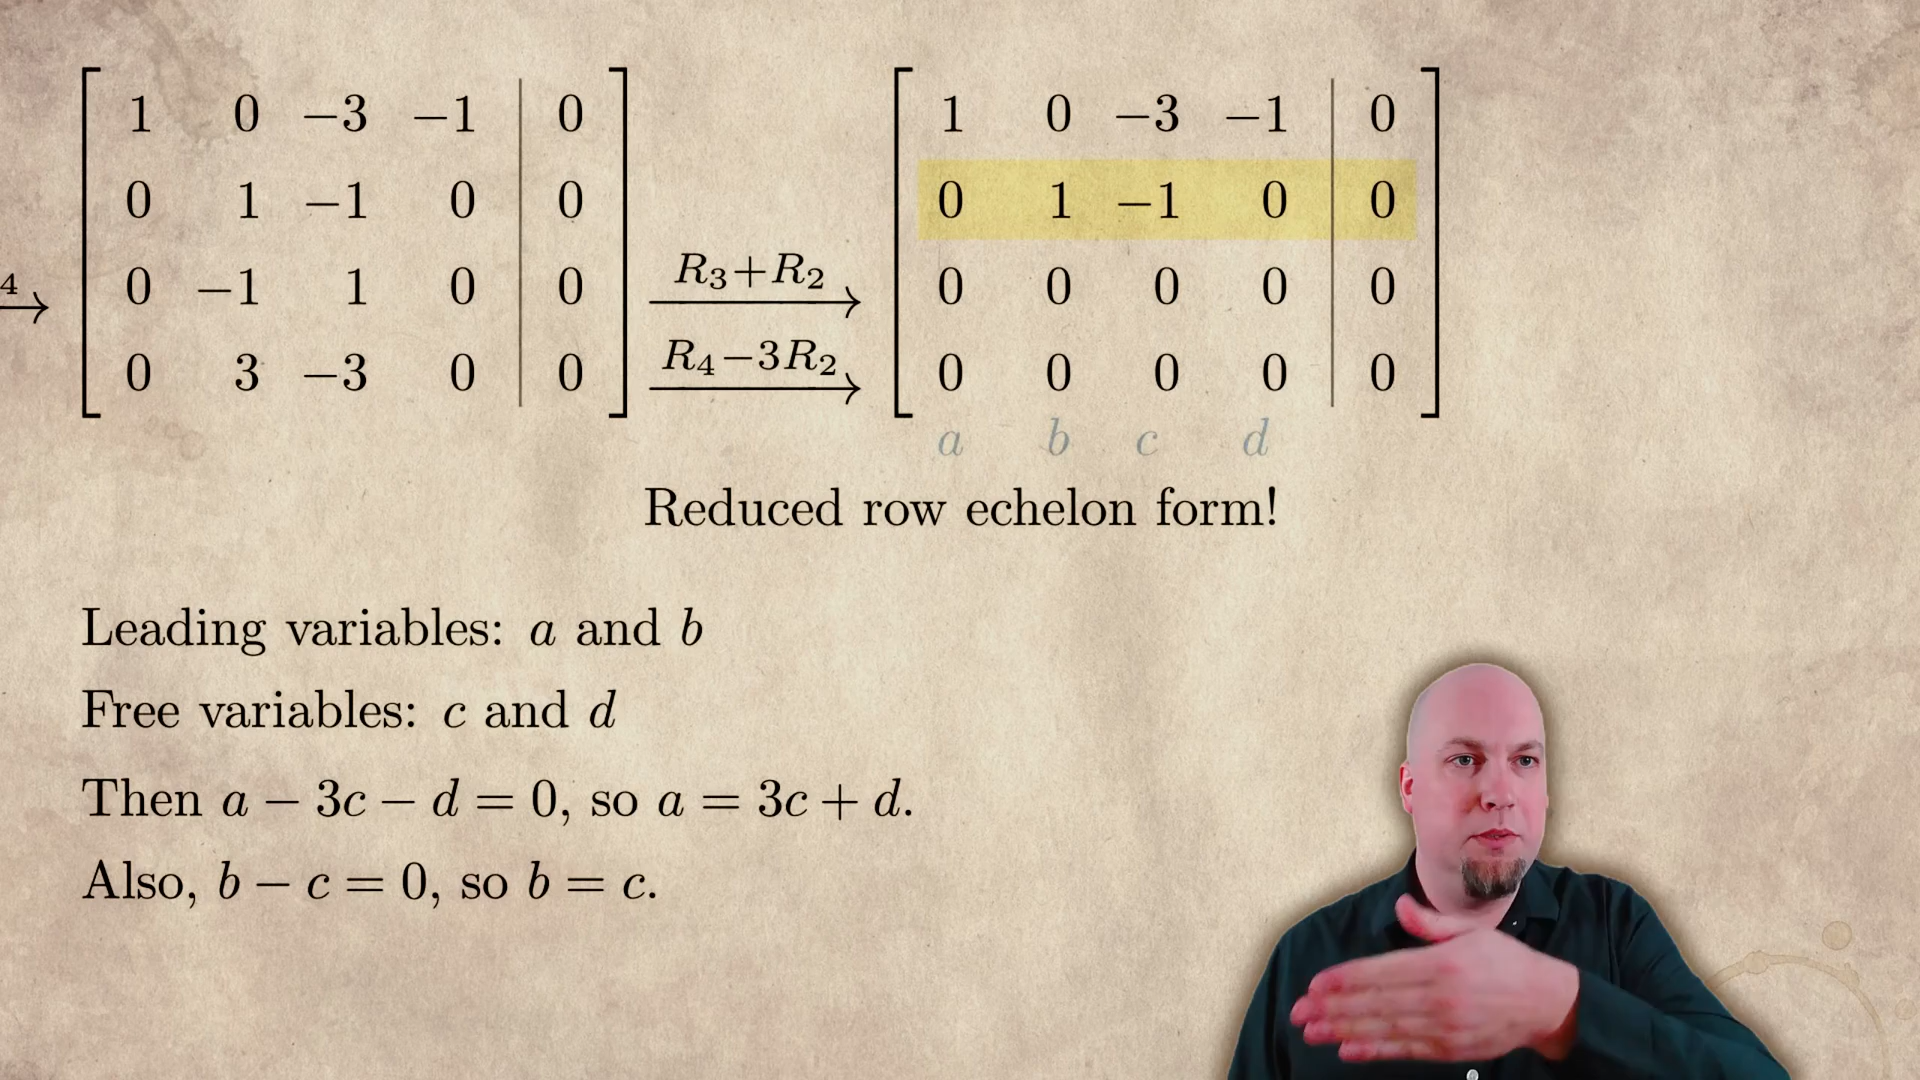 1 0 −3 −1 0 1 0 −3 −1 0
0 1 −1 0 0 0 1 −1 0 0
4 0 −1 1 0 0 R₃+R₂ 0 0 0 0 0
0 3 −3 0 0 R₄−3R₂ 0 0 0 0 0
a b c d
Reduced row echelon form!
Leading variables: a and b
Free variables: c and d
Then a − 3c − d = 0, so a = 3c + d.
Also, b − c = 0, so b = c.